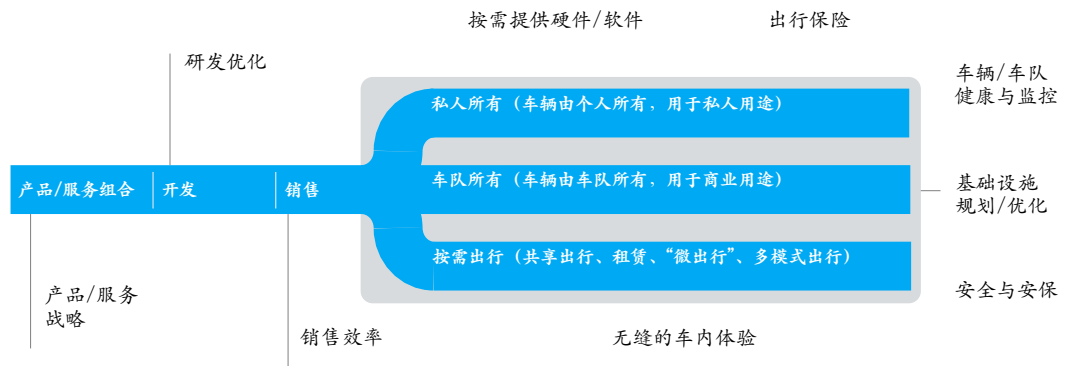 按需提供硬件/软件
出行保险
研发优化
车辆/车队
健康与监控
私人所有（车辆由个人所有，用于私人用途）
产品/服务组合
开发
销售
车队所有（车辆由车队所有，用于商业用途）
基础设施
规划/优化
按需出行（共享出行、租赁、“微出行”、多模式出行）
产品/服务
战略
安全与安保
销售效率
无缝的车内体验